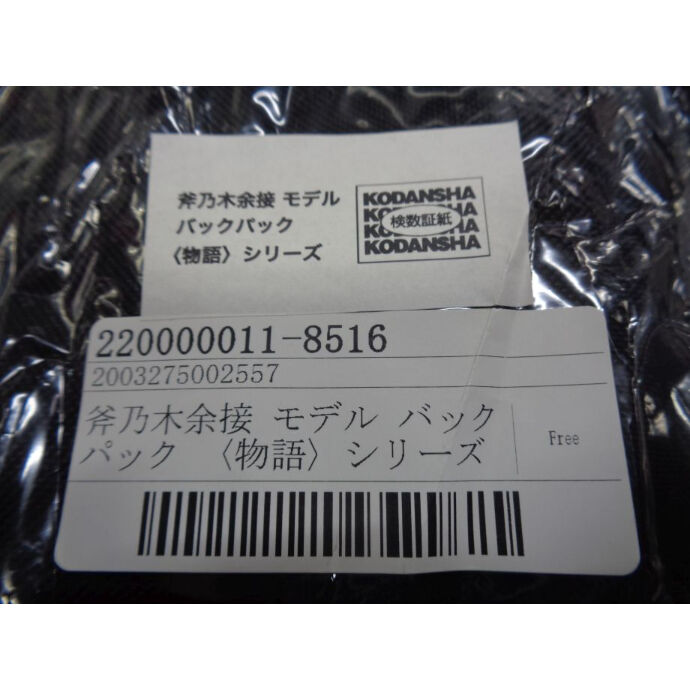 斧乃木余接 モデル
バックパック
〈物語〉シリーズ
KODANSHA
KODANSHA
検数証紙
KODANSHA
KODANSHA
220000011-8516
2003275002557
斧乃木余接 モデル バック
パック 〈物語〉シリーズ
Free